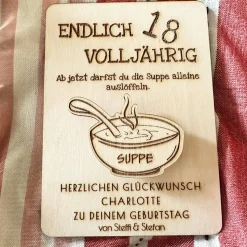 ENDLICH 18
VOLLJÄHRIG
Ab jetzt darfst du die Suppe alleine
auslöffeln.
SUPPE
HERZLICHEN GLÜCKWUNSCH
CHARLOTTE
ZU DEINEM GEBURTSTAG
von Steffi & Stefan